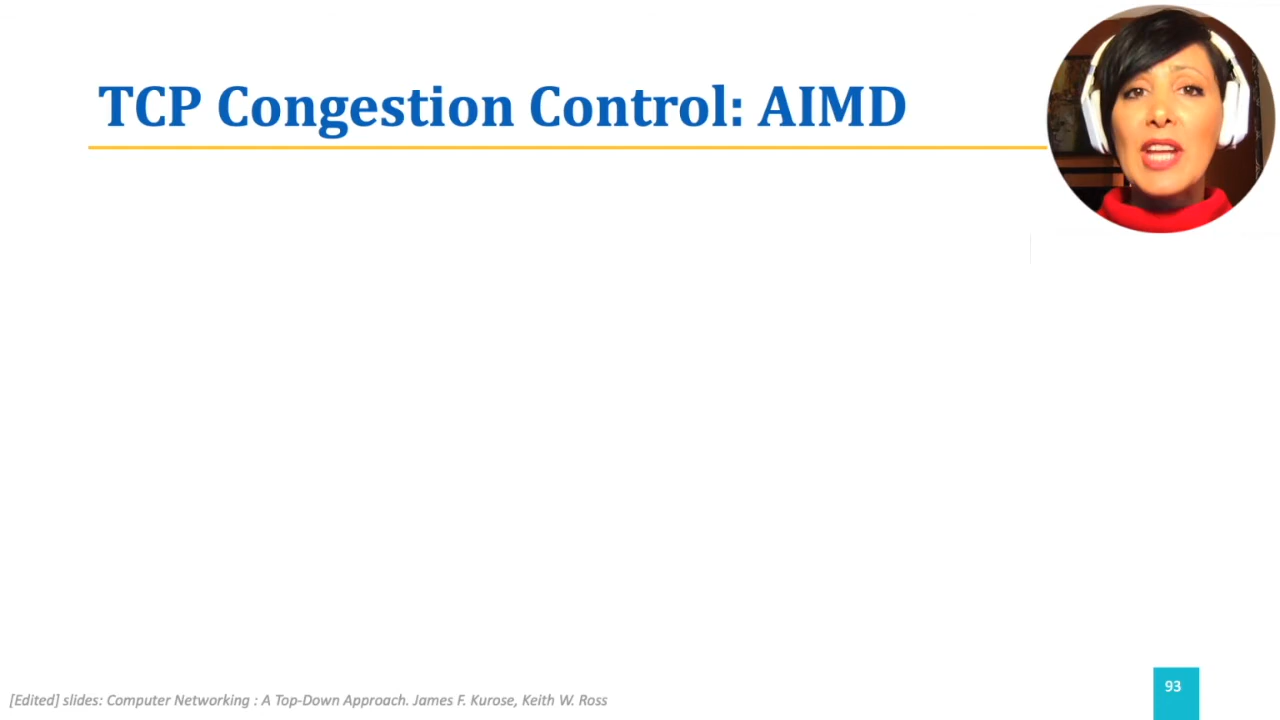 TCP Congestion Control: AIMD
[Edited] slides: Computer Networking : A Top-Down Approach. James F. Kurose, Keith W. Ross
93